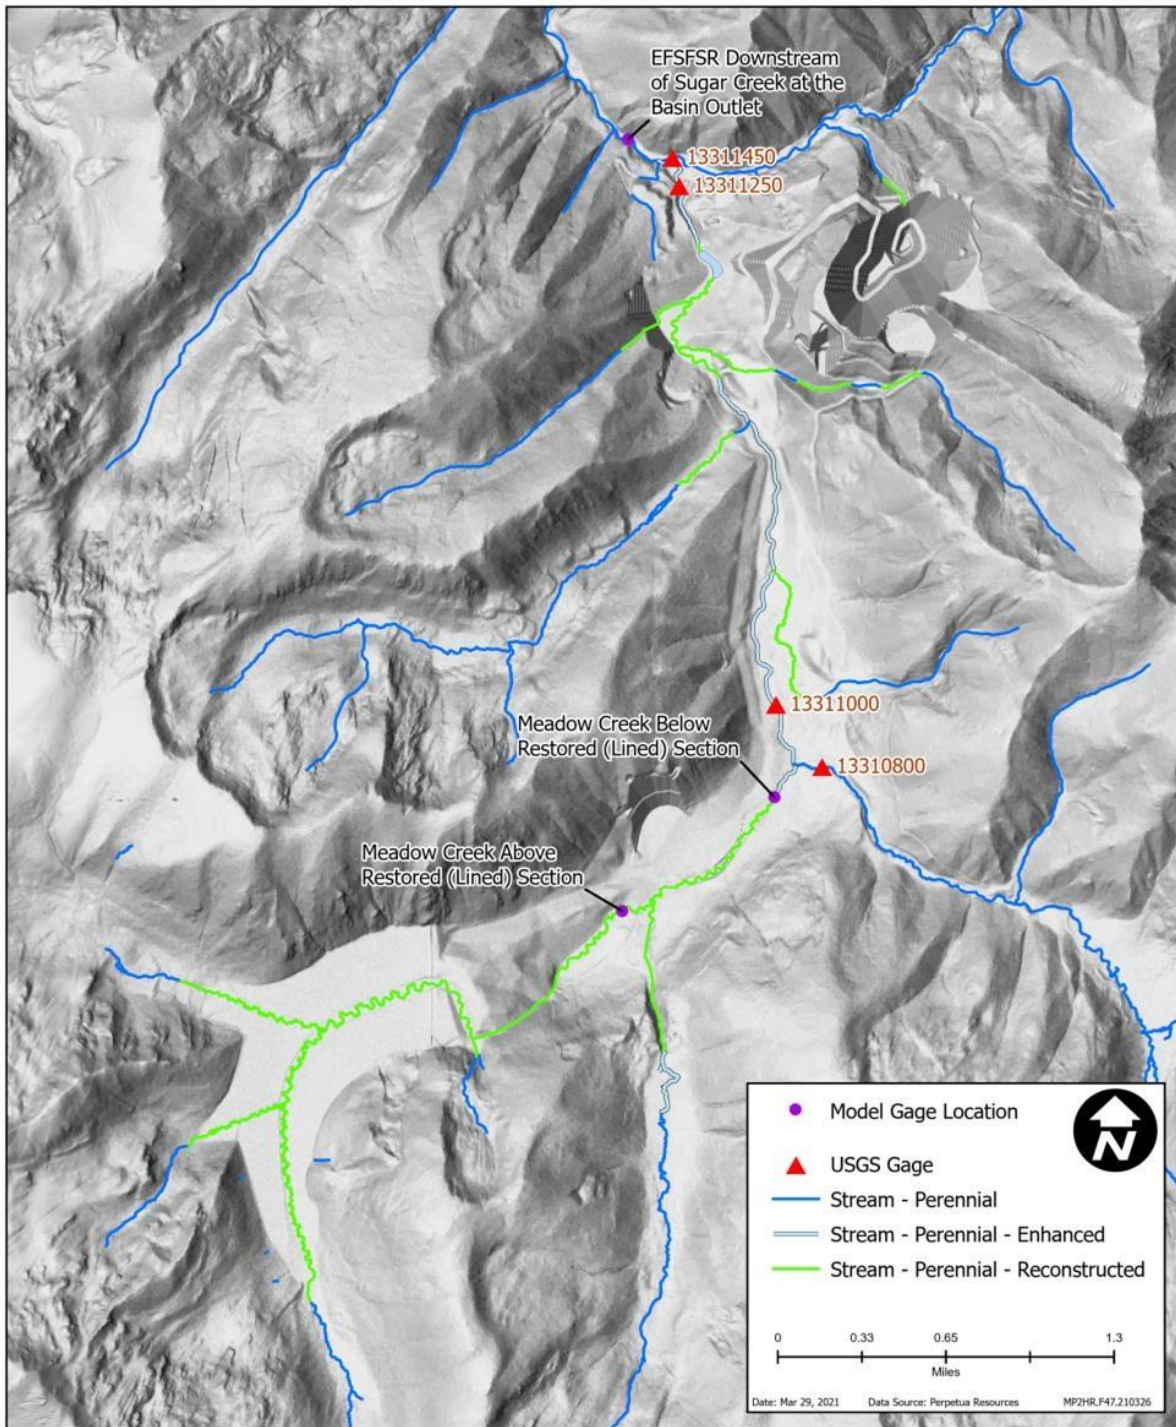 EFSFSR Downstream
of Sugar Creek at the
Basin Outlet
13311450
13311250
Meadow Creek Below
Restored (Lined) Section
13311000
13310800
Meadow Creek Above
Restored (Lined) Section
Model Gage Location
N
USGS Gage
Stream - Perennial
Stream - Perennial - Enhanced
Stream - Perennial - Reconstructed
0 0.33 0.65 1.3
Miles
Date: Mar 29, 2021 Data Source: Perpetua Resources MP2HR.F47.210326